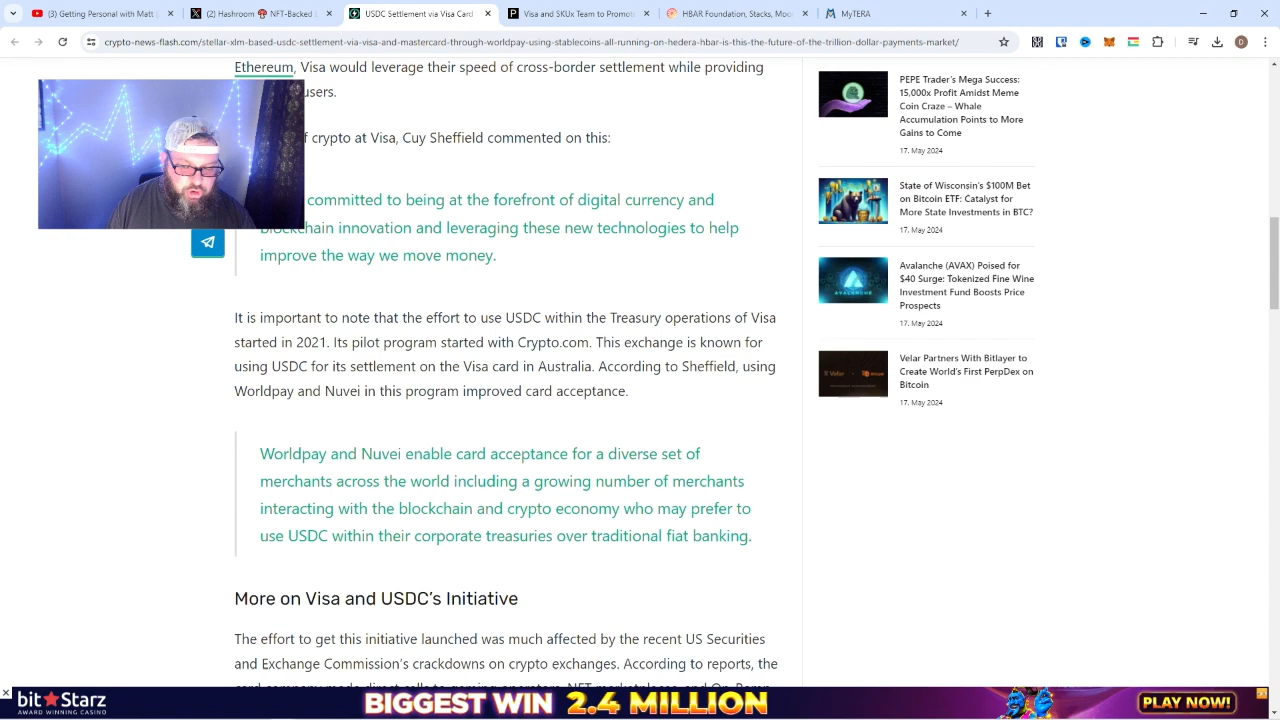 (3) Getting Personal with Matt
(2) Hashroom NFT-Backed
USDC Settlement via Visa Card
Visa and SKUx Team to Promoti
HBAR Foundation, Stacks, Moo
MyTERA
crypto-news-flash.com/stellar-xlm-based-usdc-settlement-via-visa-and-mastercard-through-worldpay-using-stablecoins-all-running-on-hedera-hbar-is-this-the-future-of-the-trillion-dollar-payments-market/
D
Ethereum, Visa would leverage their speed of cross-border settlement while providing
users.
f crypto at Visa, Cuy Sheffield commented on this:
committed to being at the forefront of digital currency and
blockchain innovation and leveraging these new technologies to help
improve the way we move money.
It is important to note that the effort to use USDC within the Treasury operations of Visa
started in 2021. Its pilot program started with Crypto.com. This exchange is known for
using USDC for its settlement on the Visa card in Australia. According to Sheffield, using
Worldpay and Nuvei in this program improved card acceptance.
Worldpay and Nuvei enable card acceptance for a diverse set of
merchants across the world including a growing number of merchants
interacting with the blockchain and crypto economy who may prefer to
use USDC within their corporate treasuries over traditional fiat banking.
More on Visa and USDC's Initiative
The effort to get this initiative launched was much affected by the recent US Securities
and Exchange Commission's crackdowns on crypto exchanges. According to reports, the
PEPE Trader's Mega Success:
15,000x Profit Amidst Meme
Coin Craze – Whale
Accumulation Points to More
Gains to Come
17. May 2024
State of Wisconsin's $100M Bet
on Bitcoin ETF: Catalyst for
More State Investments in BTC?
17. May 2024
Avalanche (AVAX) Poised for
$40 Surge: Tokenized Fine Wine
Investment Fund Boosts Price
Prospects
17. May 2024
AVALANCHE
Velar Partners With Bitlayer to
Create World's First PerpDex on
Bitcoin
17. May 2024
Velar
bitStarz
AWARD WINNING CASINO
BIGGEST WIN 2.4 MILLION
PLAY NOW!